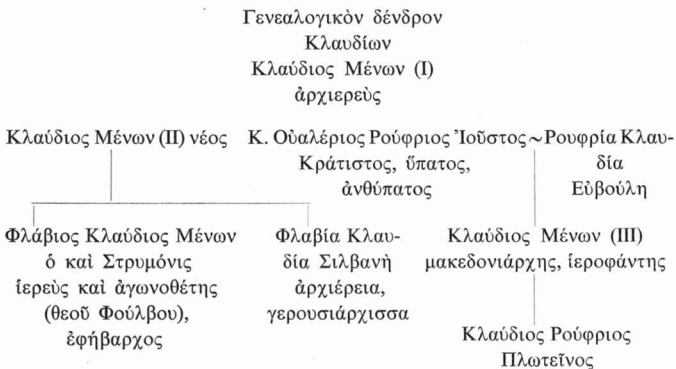 Γενεαλογικὸν δένδρον
Κλαυδίων
Κλαύδιος Μένων (Ι)
ἀρχιερεὺς
Κλαύδιος Μένων (ΙΙ) νέος Κ. Οὐαλέριος Ρούφριος Ἰοῦστος ~ Ρουφρία Κλαυ-
Κράτιστος, ὕπατος, δία
ἀνθύπατος Εὐβούλη
Φλάβιος Κλαύδιος Μένων Φλαβία Κλαυ- Κλαύδιος Μένων (ΙΙΙ)
ὁ καὶ Στρυμόνις δία Σιλβανὴ μακεδονιάρχης, ἱεροφάντης
ἱερεὺς καὶ ἀγωνοθέτης ἀρχιέρεια,
(θεοῦ Φούλβου), γερουσιάρχισσα
ἐφήβαρχος Κλαύδιος Ρούφριος
Πλωτεῖνος